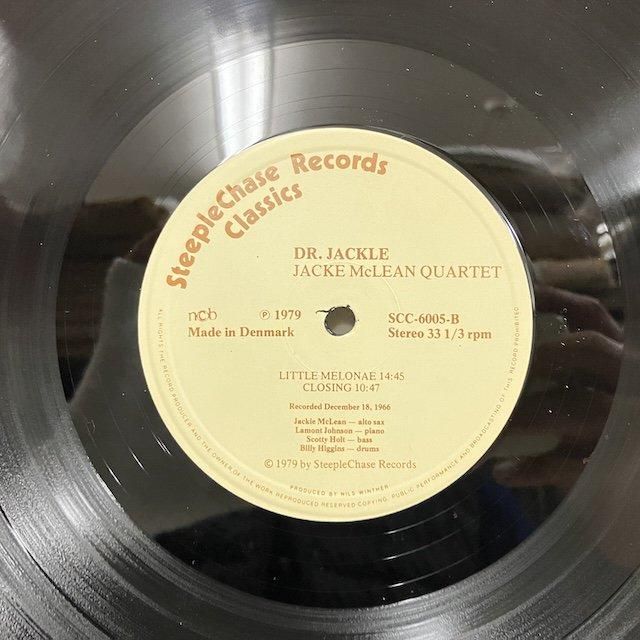 SteepleChase Records
Classics
DR. JACKLE
JACKE McLEAN QUARTET
ncb
℗ 1979
SCC-6005-B
Made in Denmark
Stereo 33 1/3 rpm
LITTLE MELONAE 14:45
CLOSING 10:47
Recorded December 18, 1966
Jackie McLean — alto sax
Lamont Johnson — piano
Scotty Holt — bass
Billy Higgins — drums
© 1979 by SteepleChase Records
PRODUCED BY NILS WINTHER
ALL RIGHTS THE RECORD PRODUCER AND THE OWNER OF THE WORK REPRODUCED RESERVED COPYING, PUBLIC PERFORMANCE AND BROADCASTING OF THIS RECORD PROHIBITED